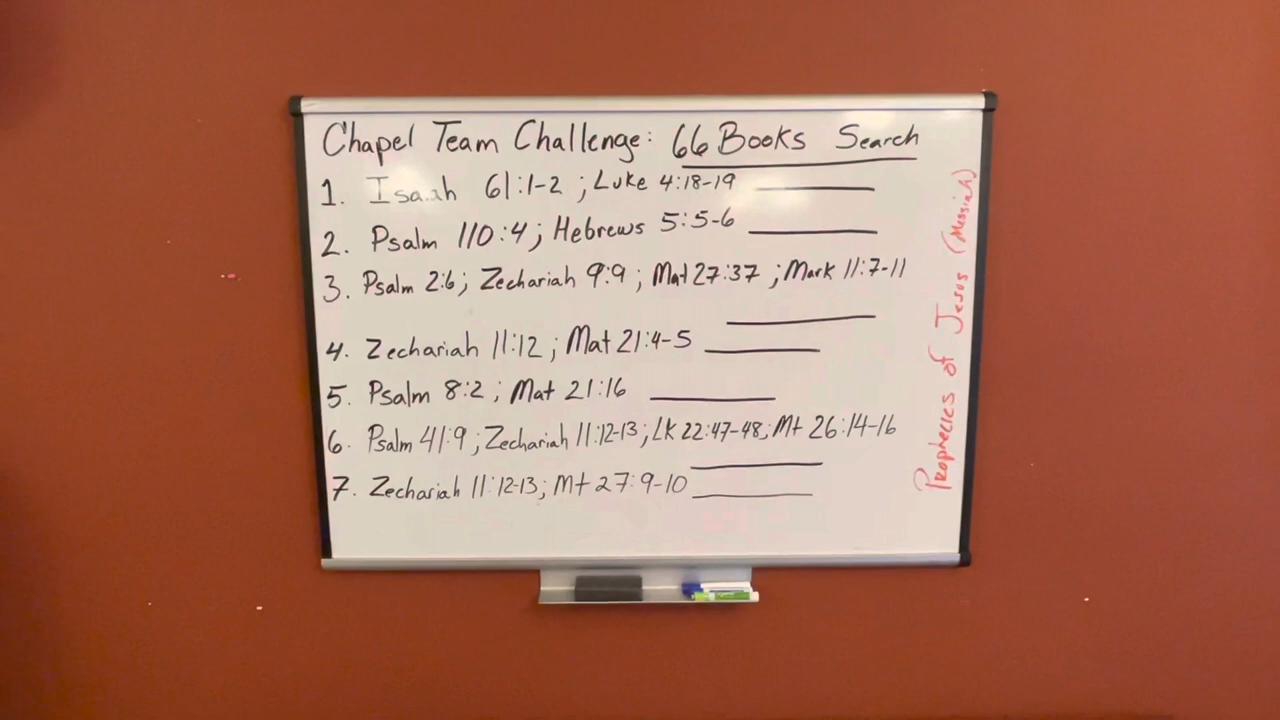 Chapel Team Challenge: 66 Books Search
1. Isaiah 61:1-2 ; Luke 4:18-19
2. Psalm 110:4 ; Hebrews 5:5-6
3. Psalm 2:6 ; Zechariah 9:9 ; Mat 27:37 ; Mark 11:7-11
4. Zechariah 11:12 ; Mat 21:4-5
5. Psalm 8:2 ; Mat 21:16
6. Psalm 41:9 ; Zechariah 11:12-13 ; LK 22:47-48 ; Mt 26:14-16
7. Zechariah 11:12-13 ; Mt 27:9-10
Prophecies of Jesus (Messiah)